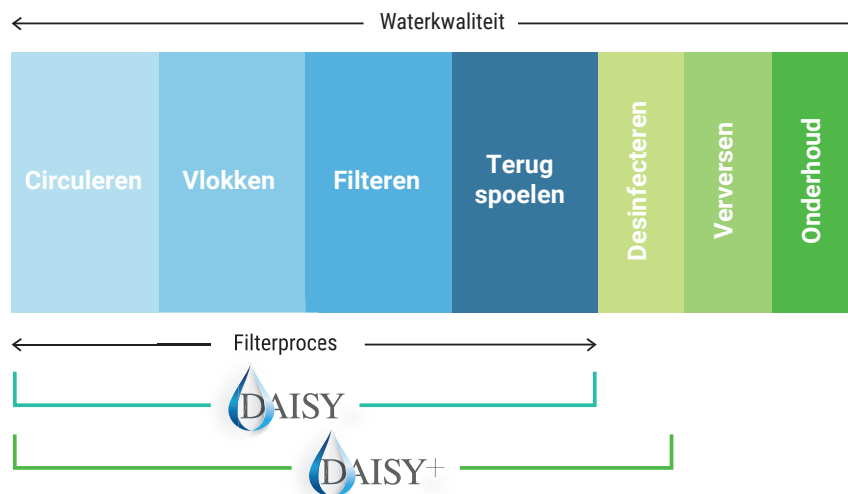 Waterkwaliteit
Circuleren
Vlokken
Filteren
Terug
spoelen
Desinfecteren
Verversen
Onderhoud
Filterproces
DAISY
DAISY+